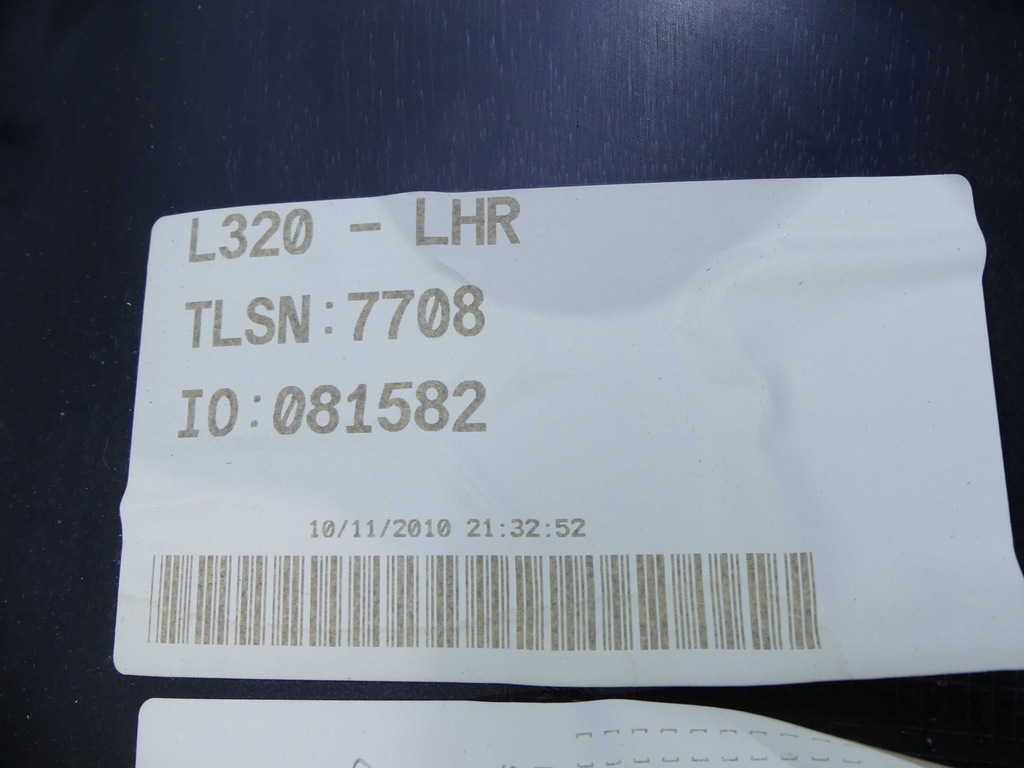 L320 - LHR
TLSN:7708
IO:081582
10/11/2010 21:32:52